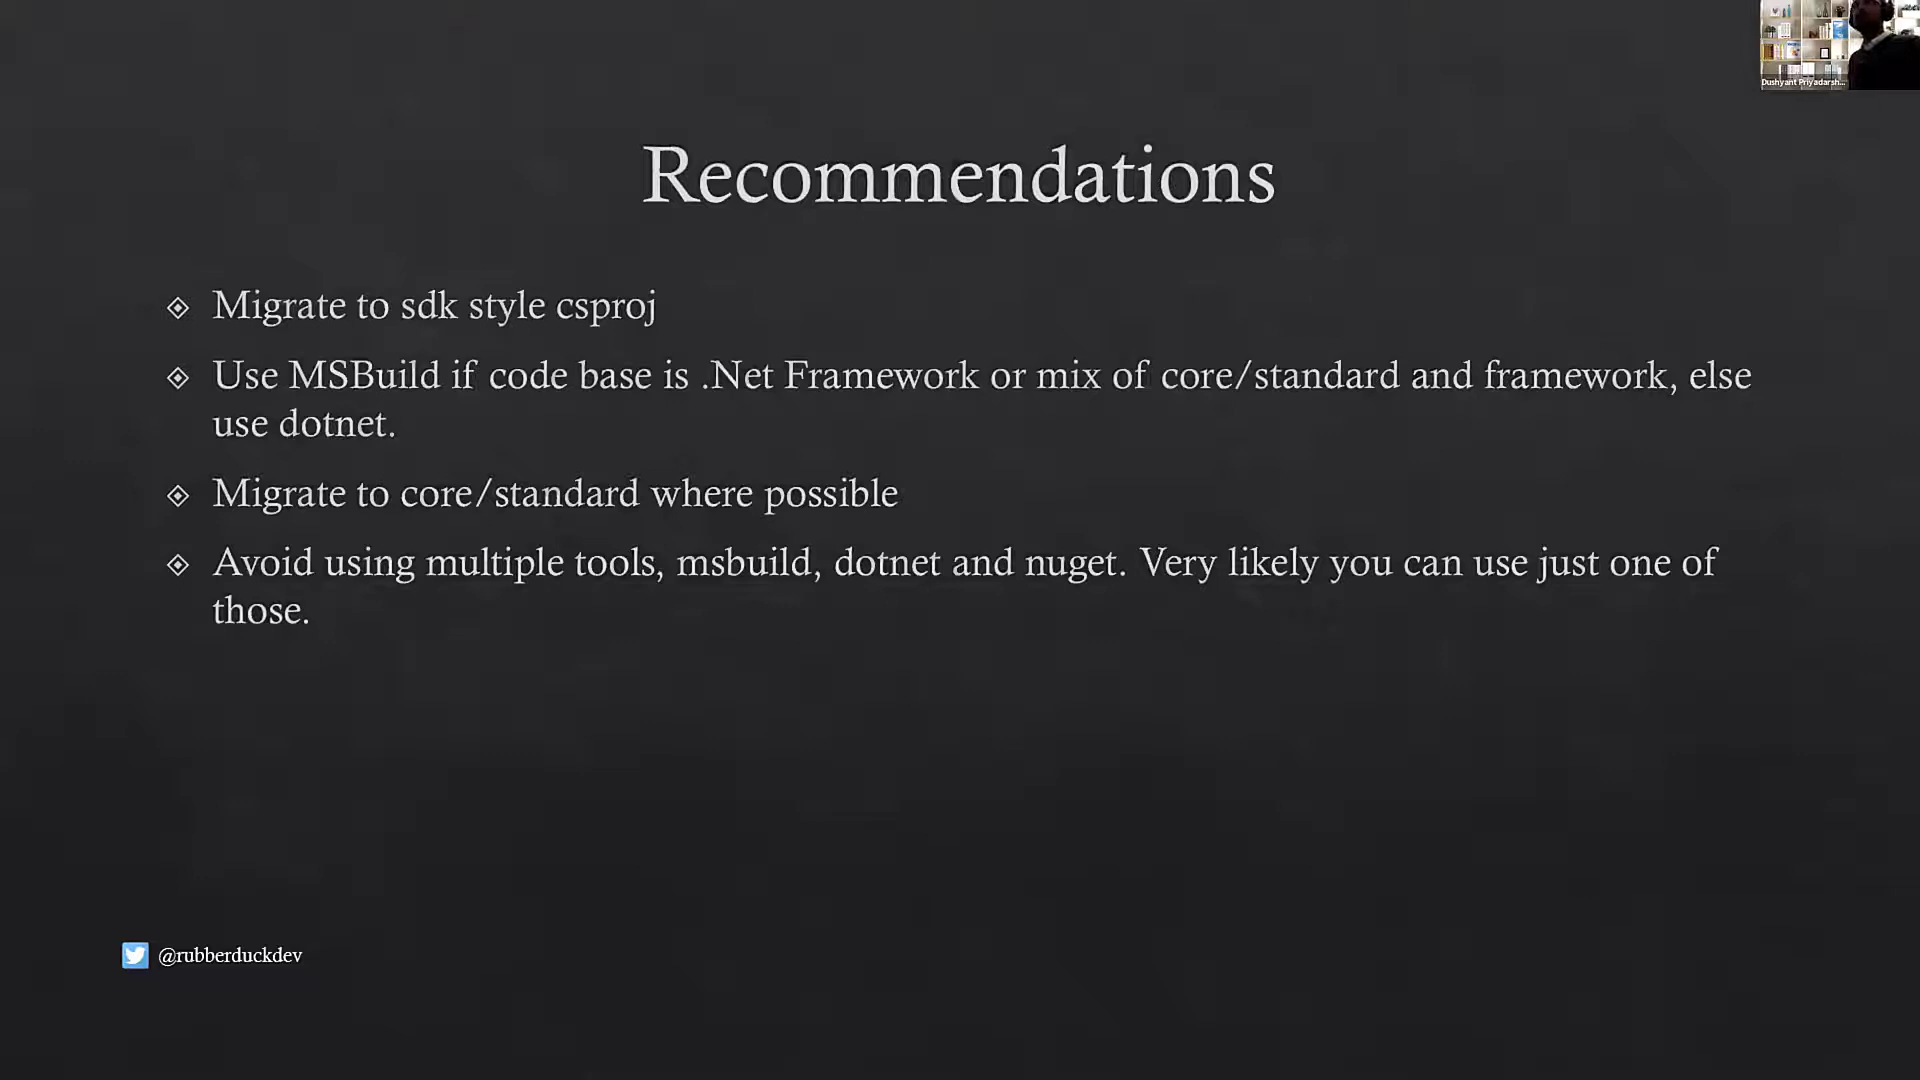 Dushyant Priyadarsh...
Recommendations
Migrate to sdk style csproj
Use MSBuild if code base is .Net Framework or mix of core/standard and framework, else
use dotnet.
Migrate to core/standard where possible
Avoid using multiple tools, msbuild, dotnet and nuget. Very likely you can use just one of
those.
@rubberduckdev